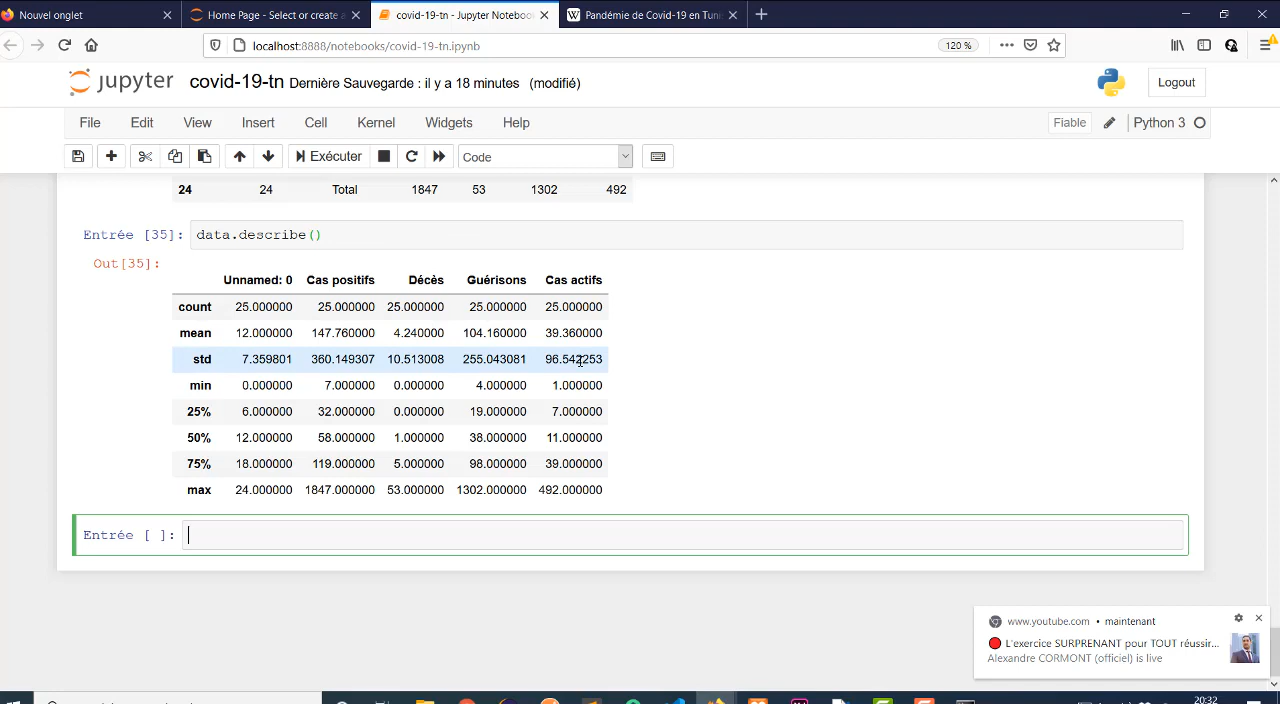 Nouvel onglet
Home Page - Select or create a
covid-19-tn - Jupyter Notebook
W Pandémie de Covid-19 en Tuni
localhost:8888/notebooks/covid-19-tn.ipynb
120 %
jupyter covid-19-tn Dernière Sauvegarde : il y a 18 minutes (modifié)
Logout
File Edit View Insert Cell Kernel Widgets Help
Fiable
Python 3
Exécuter
Code
24 24 Total 1847 53 1302 492
Entrée [35]: data.describe()
Out[35]:
Unnamed: 0 Cas positifs Décès Guérisons Cas actifs
count 25.000000 25.000000 25.000000 25.000000 25.000000
mean 12.000000 147.760000 4.240000 104.160000 39.360000
std 7.359801 360.149307 10.513008 255.043081 96.542253
min 0.000000 7.000000 0.000000 4.000000 1.000000
25% 6.000000 32.000000 0.000000 19.000000 7.000000
50% 12.000000 58.000000 1.000000 38.000000 11.000000
75% 18.000000 119.000000 5.000000 98.000000 39.000000
max 24.000000 1847.000000 53.000000 1302.000000 492.000000
Entrée [ ]:
www.youtube.com • maintenant
L'exercice SURPRENANT pour TOUT réussir...
Alexandre CORMONT (officiel) is live
20:32